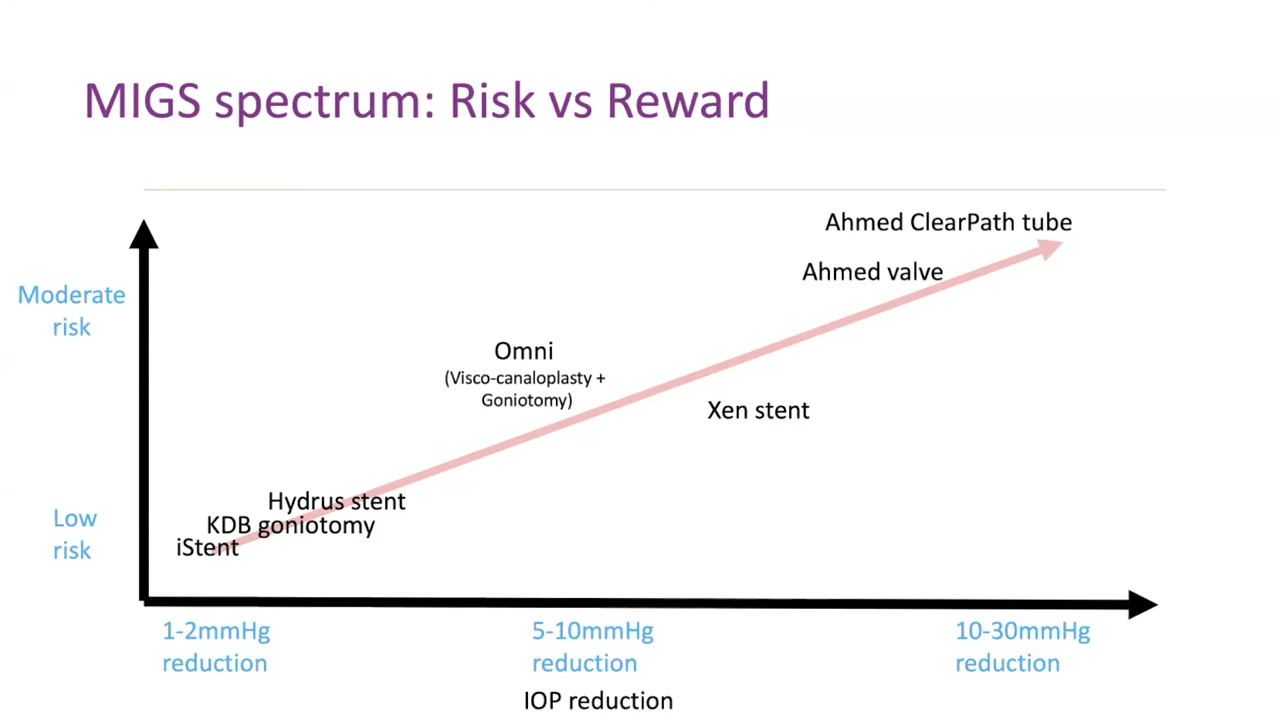 MIGS spectrum: Risk vs Reward
Ahmed ClearPath tube
Ahmed valve
Moderate
risk
Omni
(Visco-canaloplasty +
Goniotomy)
Xen stent
Hydrus stent
KDB goniotomy
iStent
Low
risk
1-2mmHg
reduction
5-10mmHg
reduction
10-30mmHg
reduction
IOP reduction